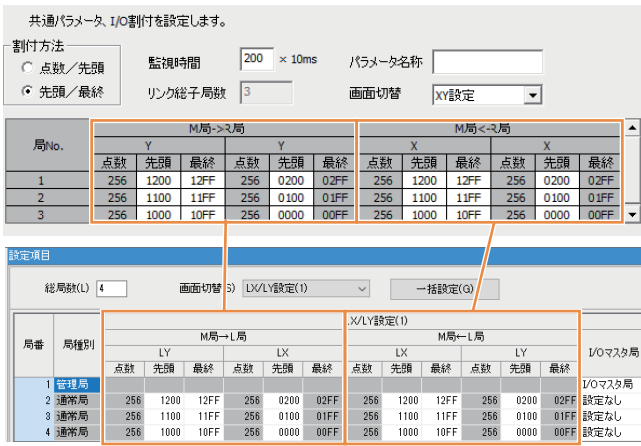 共通パラメータ、I/O割付を設定します。
割付方法
点数／先頭
先頭／最終
監視時間 200 × 10ms パラメータ名称
リンク総子局数 3 画面切替 XY設定
局No. M局->R局 M局<-R局
Y Y X X
点数 先頭 最終 点数 先頭 最終 点数 先頭 最終 点数 先頭 最終
1 256 1200 12FF 256 0200 02FF 256 1200 12FF 256 0200 02FF
2 256 1100 11FF 256 0100 01FF 256 1100 11FF 256 0100 01FF
3 256 1000 10FF 256 0000 00FF 256 1000 10FF 256 0000 00FF
設定項目
総局数(L) 4 画面切替(S) LX/LY設定(1) 一括設定(G)
.X/LY設定(1)
局番 局種別 M局→L局 M局←L局 I/Oマスタ局
LY LX LX LY
点数 先頭 最終 点数 先頭 最終 点数 先頭 最終 点数 先頭 最終
1 管理局 I/Oマスタ局
2 通常局 256 1200 12FF 256 0200 02FF 256 1200 12FF 256 0200 02FF 設定なし
3 通常局 256 1100 11FF 256 0100 01FF 256 1100 11FF 256 0100 01FF 設定なし
4 通常局 256 1000 10FF 256 0000 00FF 256 1000 10FF 256 0000 00FF 設定なし